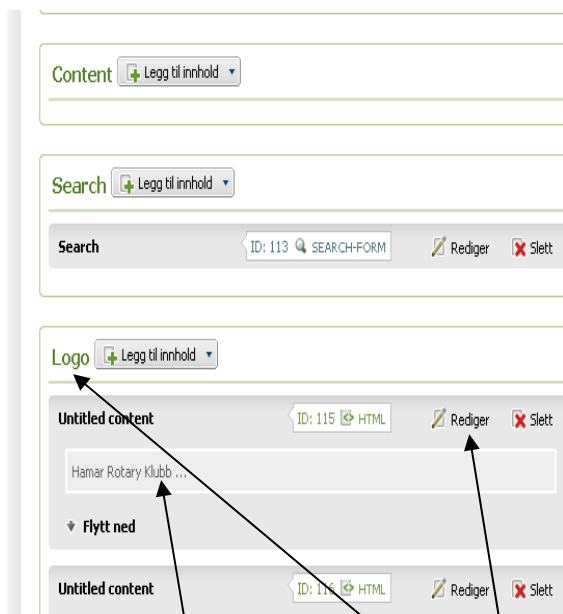 Content Legg til innhold
Search Legg til innhold
Search ID: 113 SEARCH-FORM Rediger Slett
Logo Legg til innhold
Untitled content ID: 115 HTML Rediger Slett
Hamar Rotary Klubb ...
Flytt ned
Untitled content ID: 116 HTML Rediger Slett